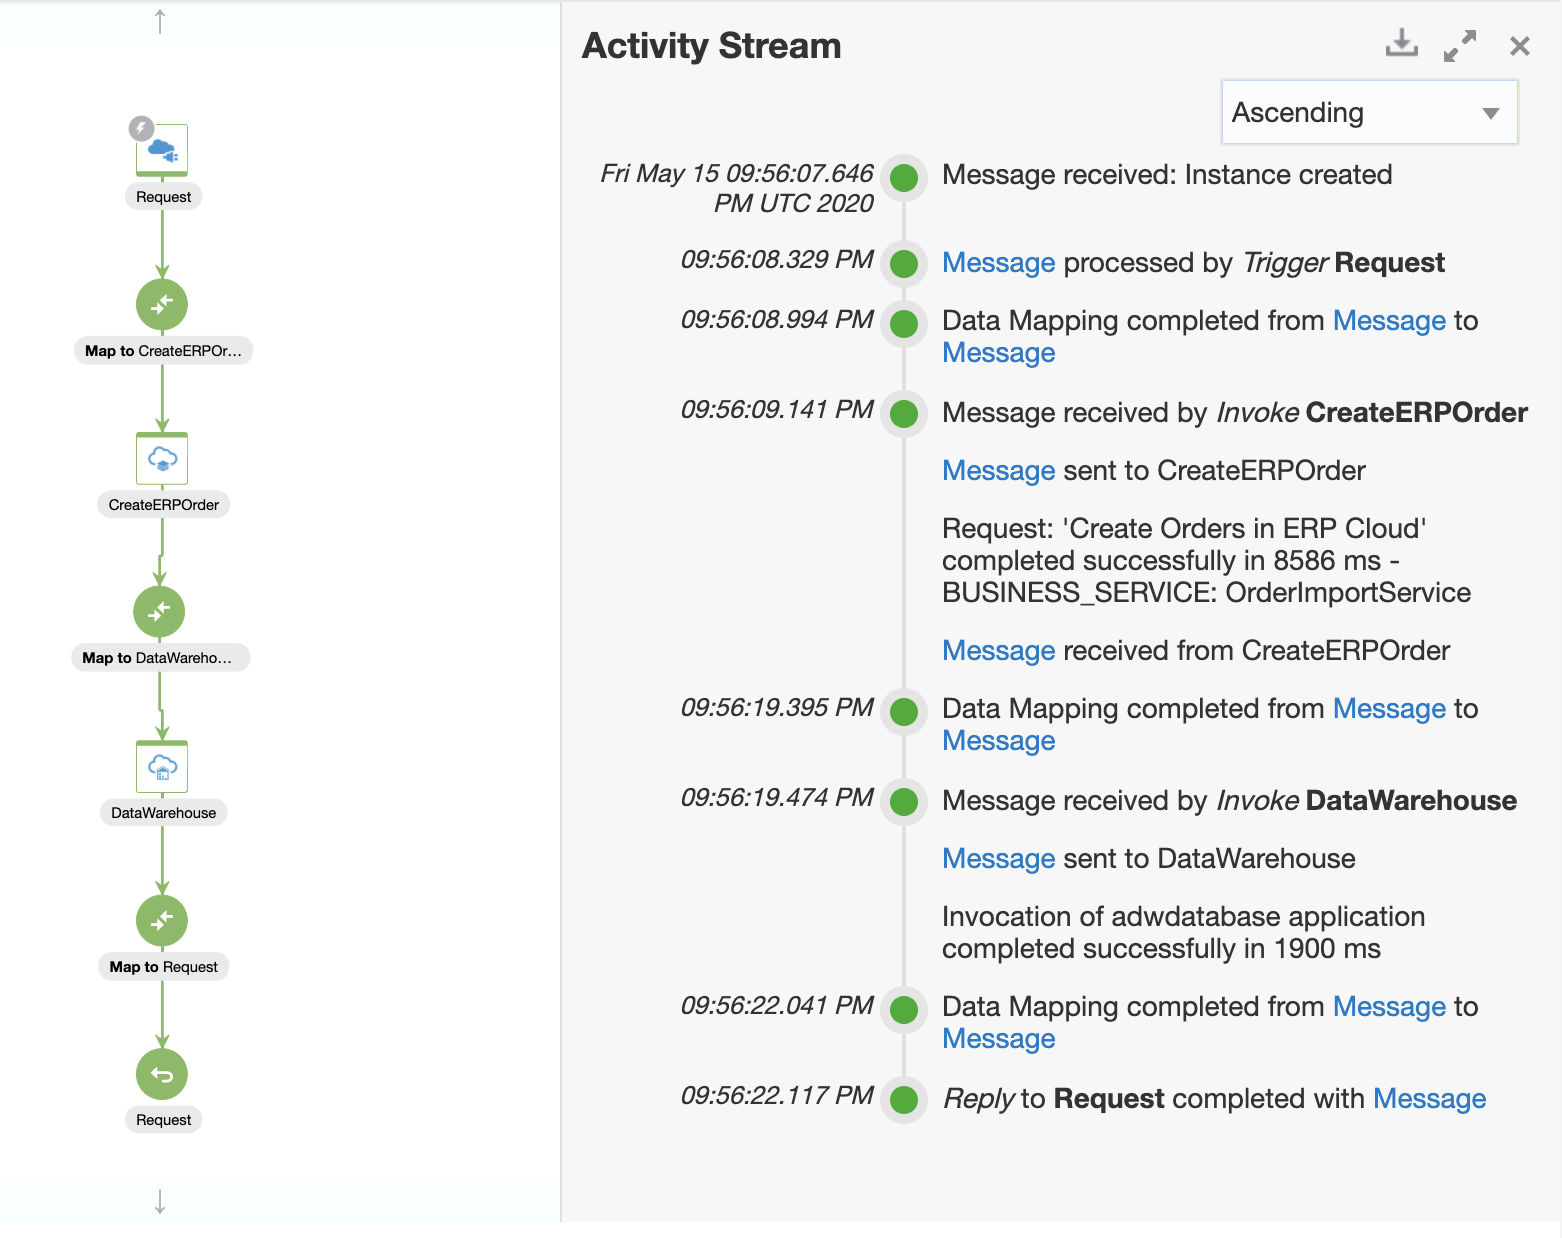 Request
Map to CreateERPOr...
CreateERPOrder
Map to DataWareho...
DataWarehouse
Map to Request
Request
Activity Stream
Ascending
Fri May 15 09:56:07.646
PM UTC 2020
Message received: Instance created
09:56:08.329 PM
Message processed by Trigger Request
09:56:08.994 PM
Data Mapping completed from Message to
Message
09:56:09.141 PM
Message received by Invoke CreateERPOrder
Message sent to CreateERPOrder
Request: 'Create Orders in ERP Cloud'
completed successfully in 8586 ms -
BUSINESS_SERVICE: OrderImportService
Message received from CreateERPOrder
09:56:19.395 PM
Data Mapping completed from Message to
Message
09:56:19.474 PM
Message received by Invoke DataWarehouse
Message sent to DataWarehouse
Invocation of adwdatabase application
completed successfully in 1900 ms
09:56:22.041 PM
Data Mapping completed from Message to
Message
09:56:22.117 PM
Reply to Request completed with Message